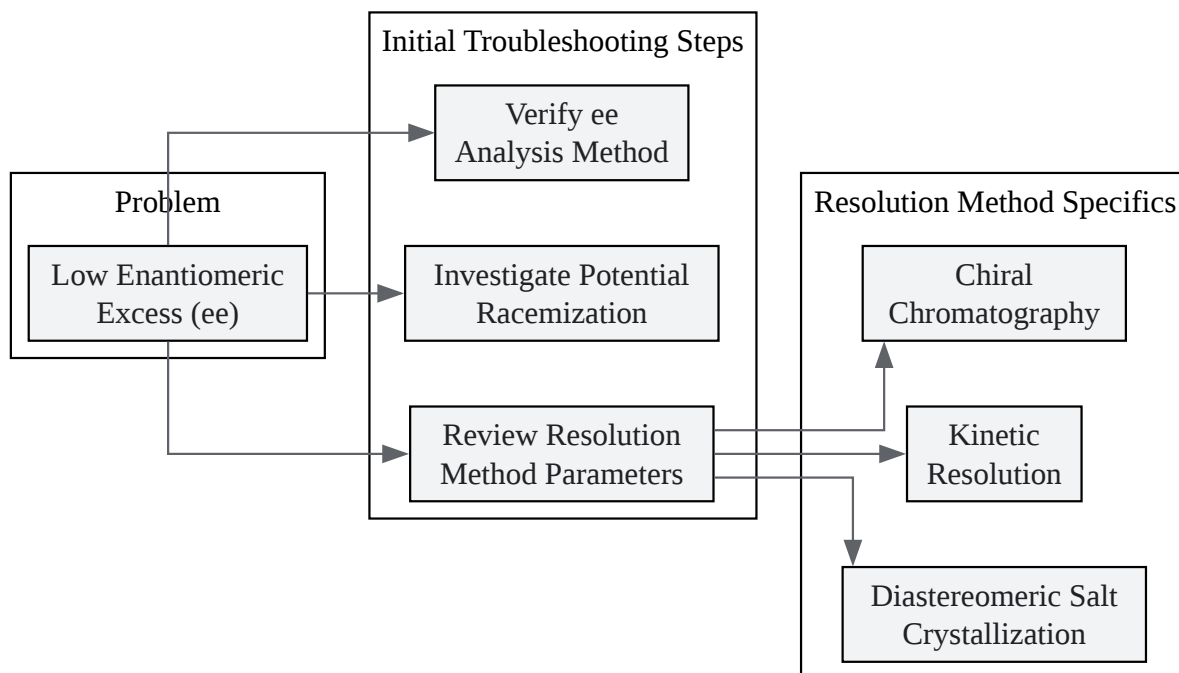 Problem
Low Enantiomeric
Excess (ee)
Initial Troubleshooting Steps
Verify ee
Analysis Method
Investigate Potential
Racemization
Review Resolution
Method Parameters
Resolution Method Specifics
Chiral
Chromatography
Kinetic
Resolution
Diastereomeric Salt
Crystallization